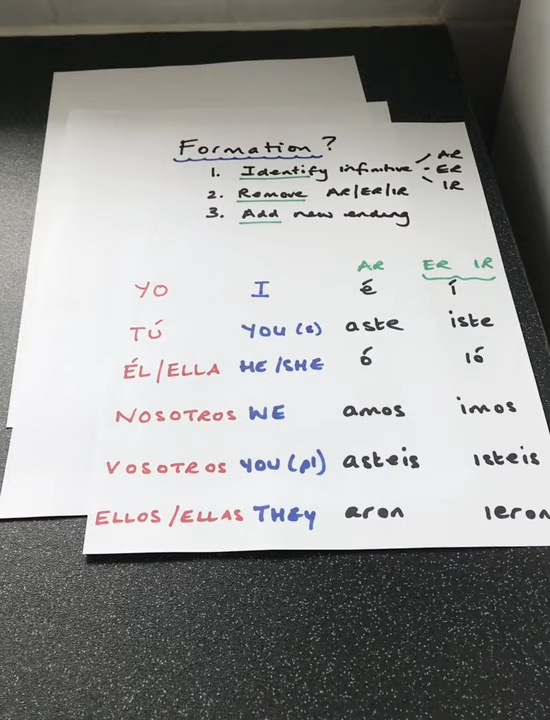 Formation?
1. Identify infinitive AR
ER
IR
2. Remove AR/ER/IR
3. Add new ending
AR ER IR
YO I é í
TÚ YOU (s) aste iste
ÉL/ELLA HE/SHE ó ió
NOSOTROS WE amos imos
VOSOTROS YOU (pl) asteis isteis
ELLOS/ELLAS THEY aron ieron